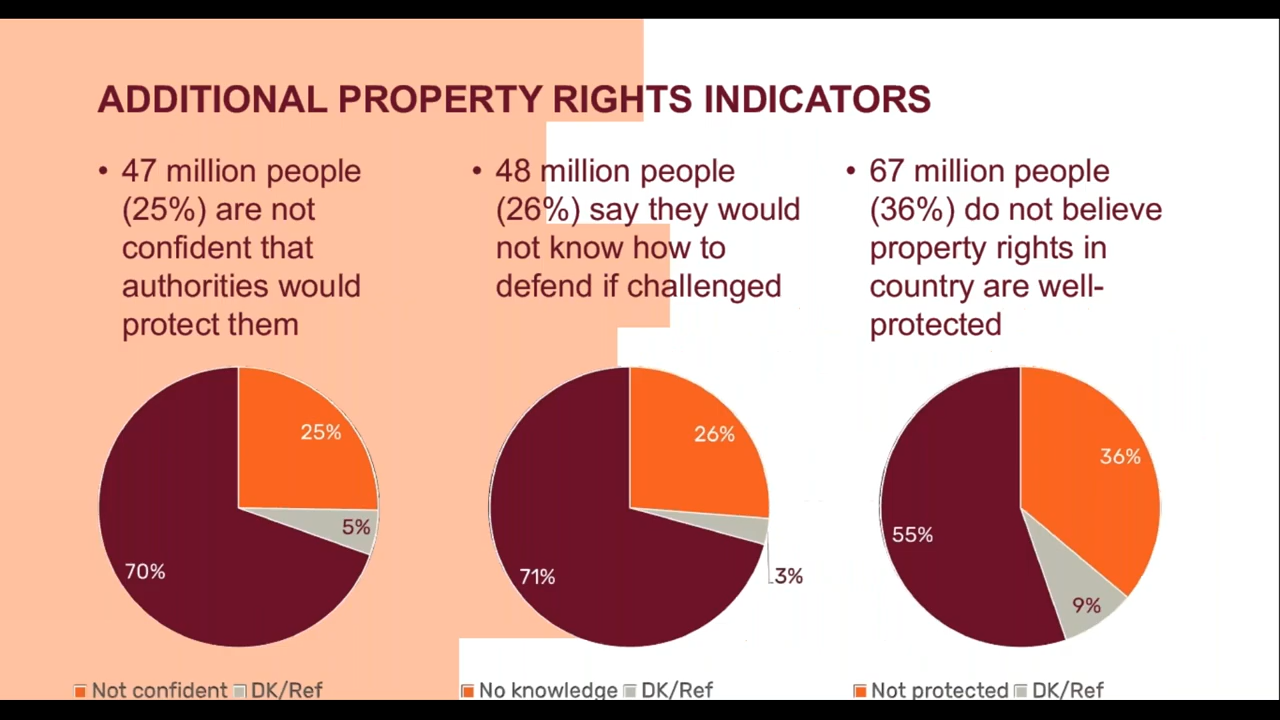 ADDITIONAL PROPERTY RIGHTS INDICATORS
• 47 million people
(25%) are not
confident that
authorities would
protect them
• 48 million people
(26%) say they would
not know how to
defend if challenged
• 67 million people
(36%) do not believe
property rights in
country are well-
protected
25%
5%
70%
26%
3%
71%
36%
9%
55%
Not confident DK/Ref
No knowledge DK/Ref
Not protected DK/Ref